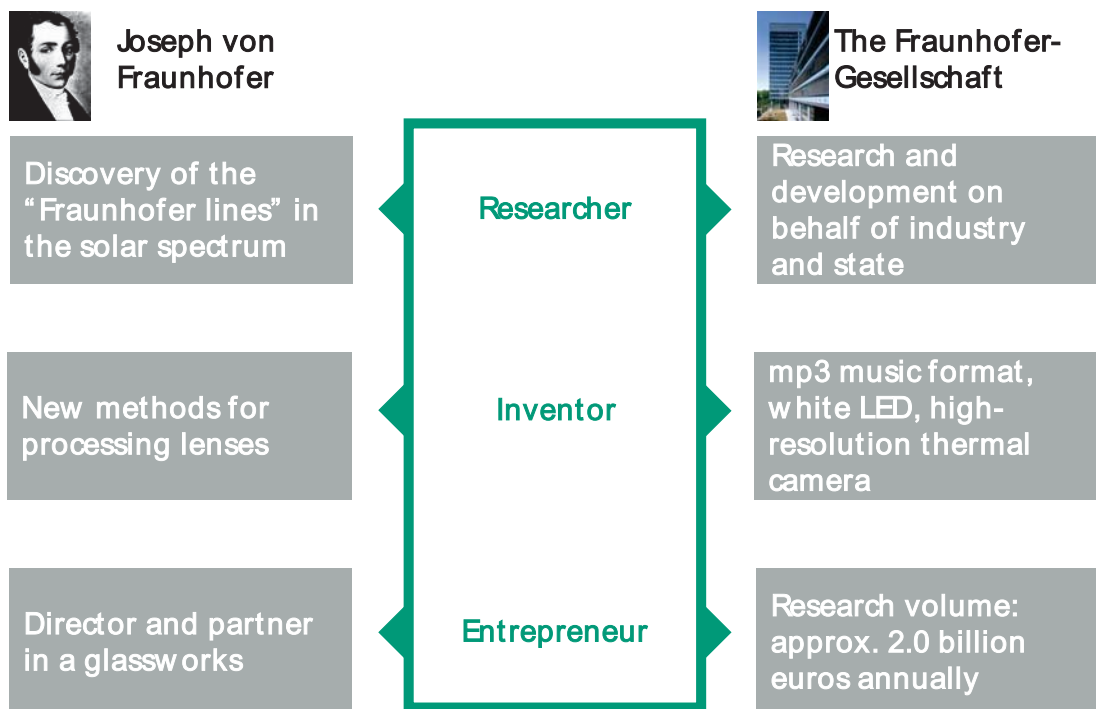 Joseph von
Fraunhofer
The Fraunhofer-
Gesellschaft
Discovery of the
“Fraunhofer lines” in
the solar spectrum
Researcher
Research and
development on
behalf of industry
and state
New methods for
processing lenses
Inventor
mp3 music format,
white LED, high-
resolution thermal
camera
Director and partner
in a glassworks
Entrepreneur
Research volume:
approx. 2.0 billion
euros annually